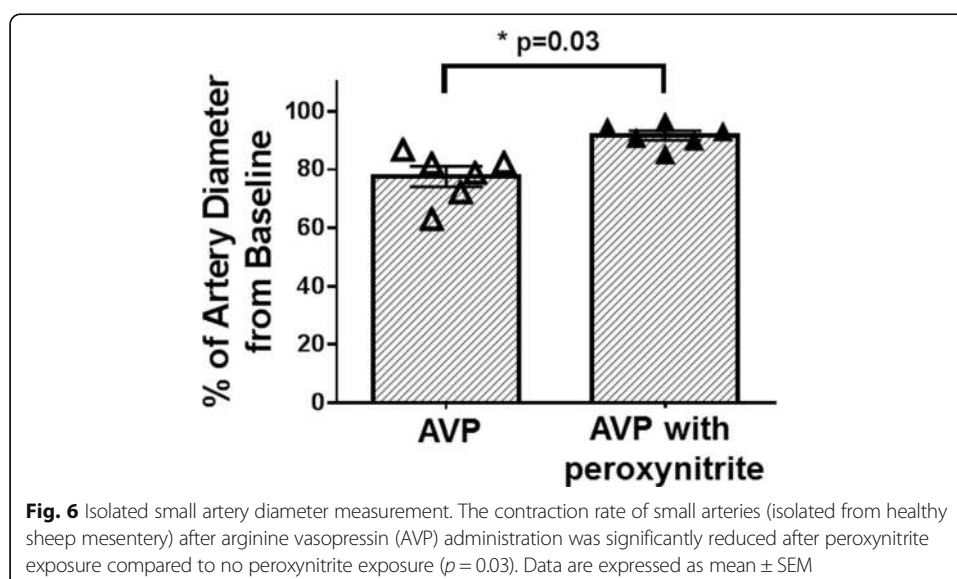 * p=0.03
% of Artery Diameter
from Baseline
100
80
60
40
20
0
AVP
AVP with
peroxynitrite
Fig. 6 Isolated small artery diameter measurement. The contraction rate of small arteries (isolated from healthy
sheep mesentery) after arginine vasopressin (AVP) administration was significantly reduced after peroxynitrite
exposure compared to no peroxynitrite exposure (p = 0.03). Data are expressed as mean ± SEM